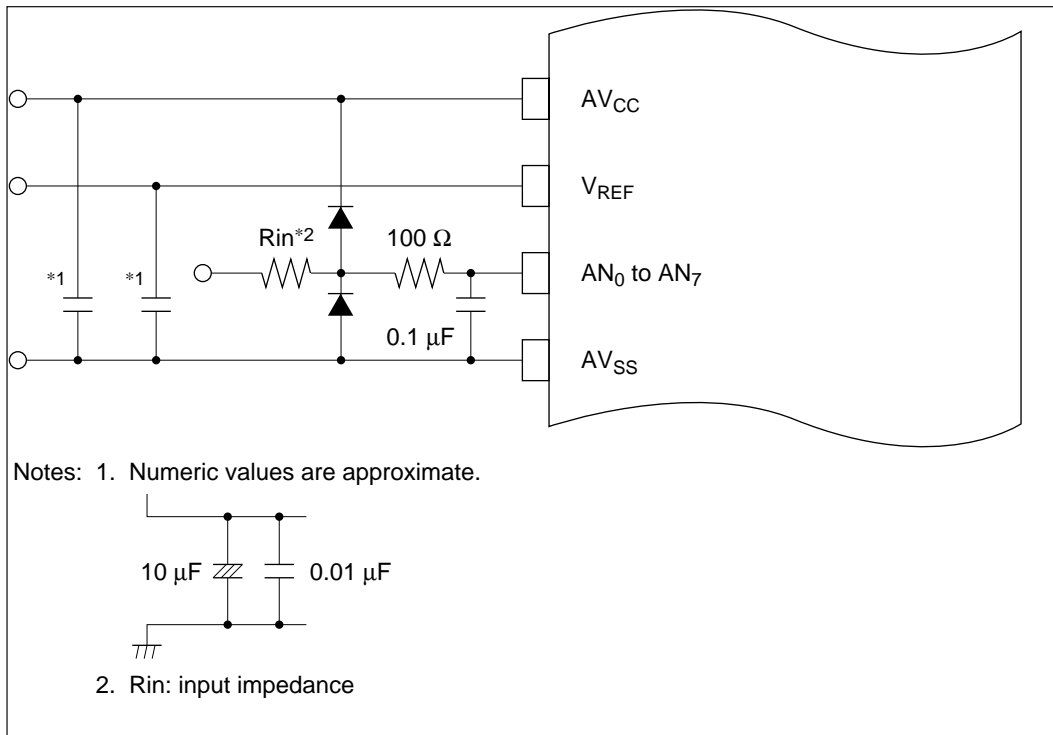 AVCC
VREF
Rin*2
100 Ω
*1
*1
AN0 to AN7
0.1 μF
AVSS
Notes: 1. Numeric values are approximate.
10 μF
0.01 μF
2. Rin: input impedance